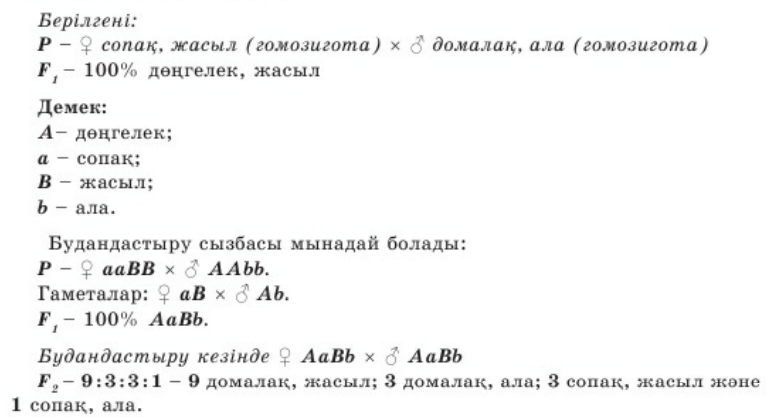 Берілгені:
P – ♀ сопақ, жасыл (гомозигота) × ♂ домалақ, ала (гомозигота)
F₁ – 100% дөңгелек, жасыл
Демек:
A– дөңгелек;
a – сопақ;
B – жасыл;
b – ала.
Будандастыру сызбасы мынадай болады:
P – ♀ aaBB × ♂ AAbb.
Гаметалар: ♀ aB × ♂ Ab.
F₁ – 100% AaBb.
Будандастыру кезінде ♀ AaBb × ♂ AaBb
F₂ – 9:3:3:1 – 9 домалақ, жасыл; 3 домалақ, ала; 3 сопақ, жасыл және
1 сопақ, ала.